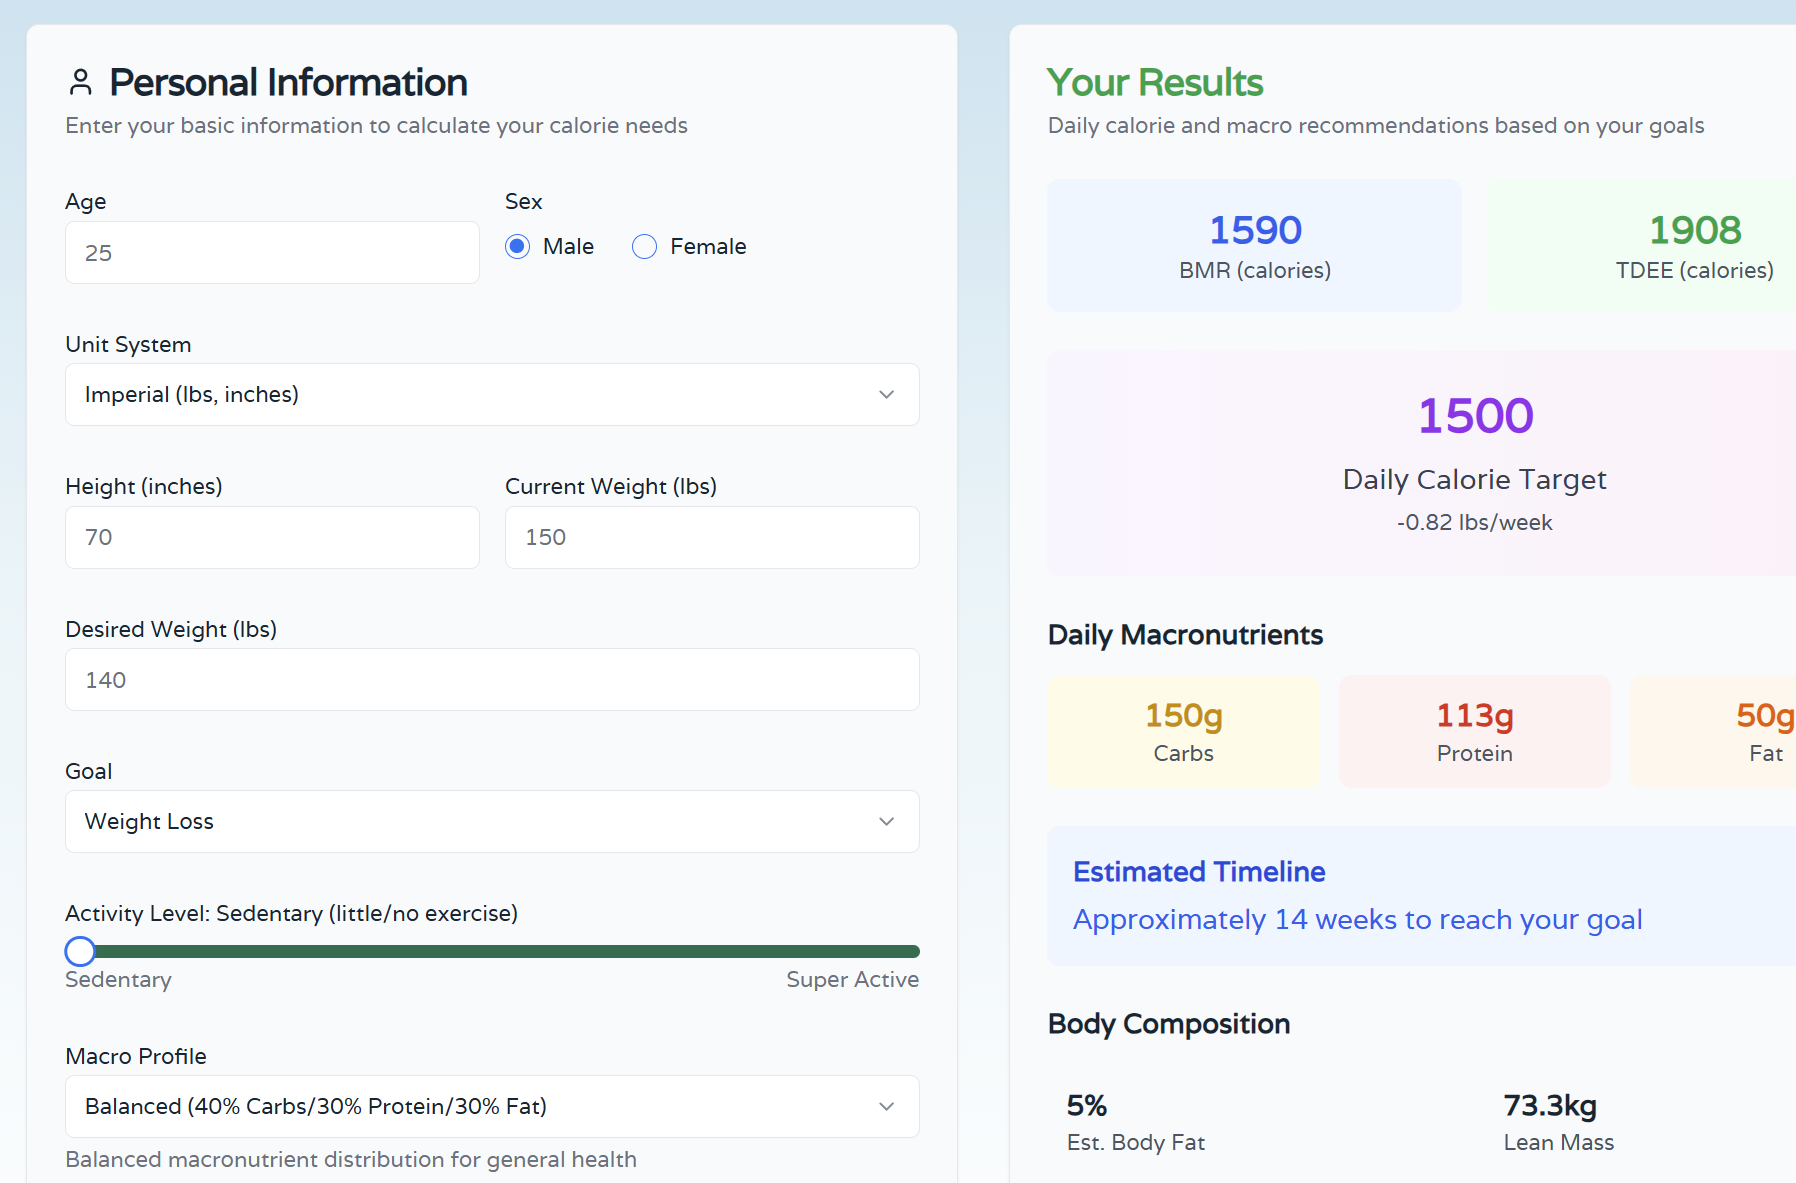 Personal Information
Enter your basic information to calculate your calorie needs
Age
25
Sex
Male
Female
Unit System
Imperial (lbs, inches)
Height (inches)
70
Current Weight (lbs)
150
Desired Weight (lbs)
140
Goal
Weight Loss
Activity Level: Sedentary (little/no exercise)
Sedentary
Super Active
Macro Profile
Balanced (40% Carbs/30% Protein/30% Fat)
Balanced macronutrient distribution for general health
Your Results
Daily calorie and macro recommendations based on your goals
1590
BMR (calories)
1908
TDEE (calories)
1500
Daily Calorie Target
-0.82 lbs/week
Daily Macronutrients
150g
Carbs
113g
Protein
50g
Fat
Estimated Timeline
Approximately 14 weeks to reach your goal
Body Composition
5%
Est. Body Fat
73.3kg
Lean Mass